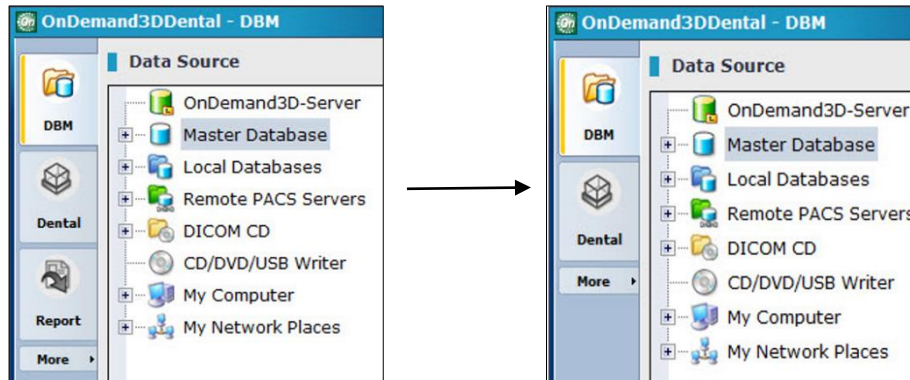 OnDemand3DDental - DBM
Data Source
DBM
Dental
Report
More
OnDemand3D-Server
Master Database
Local Databases
Remote PACS Servers
DICOM CD
CD/DVD/USB Writer
My Computer
My Network Places
OnDemand3DDental - DBM
Data Source
DBM
Dental
More
OnDemand3D-Server
Master Database
Local Databases
Remote PACS Servers
DICOM CD
CD/DVD/USB Writer
My Computer
My Network Places